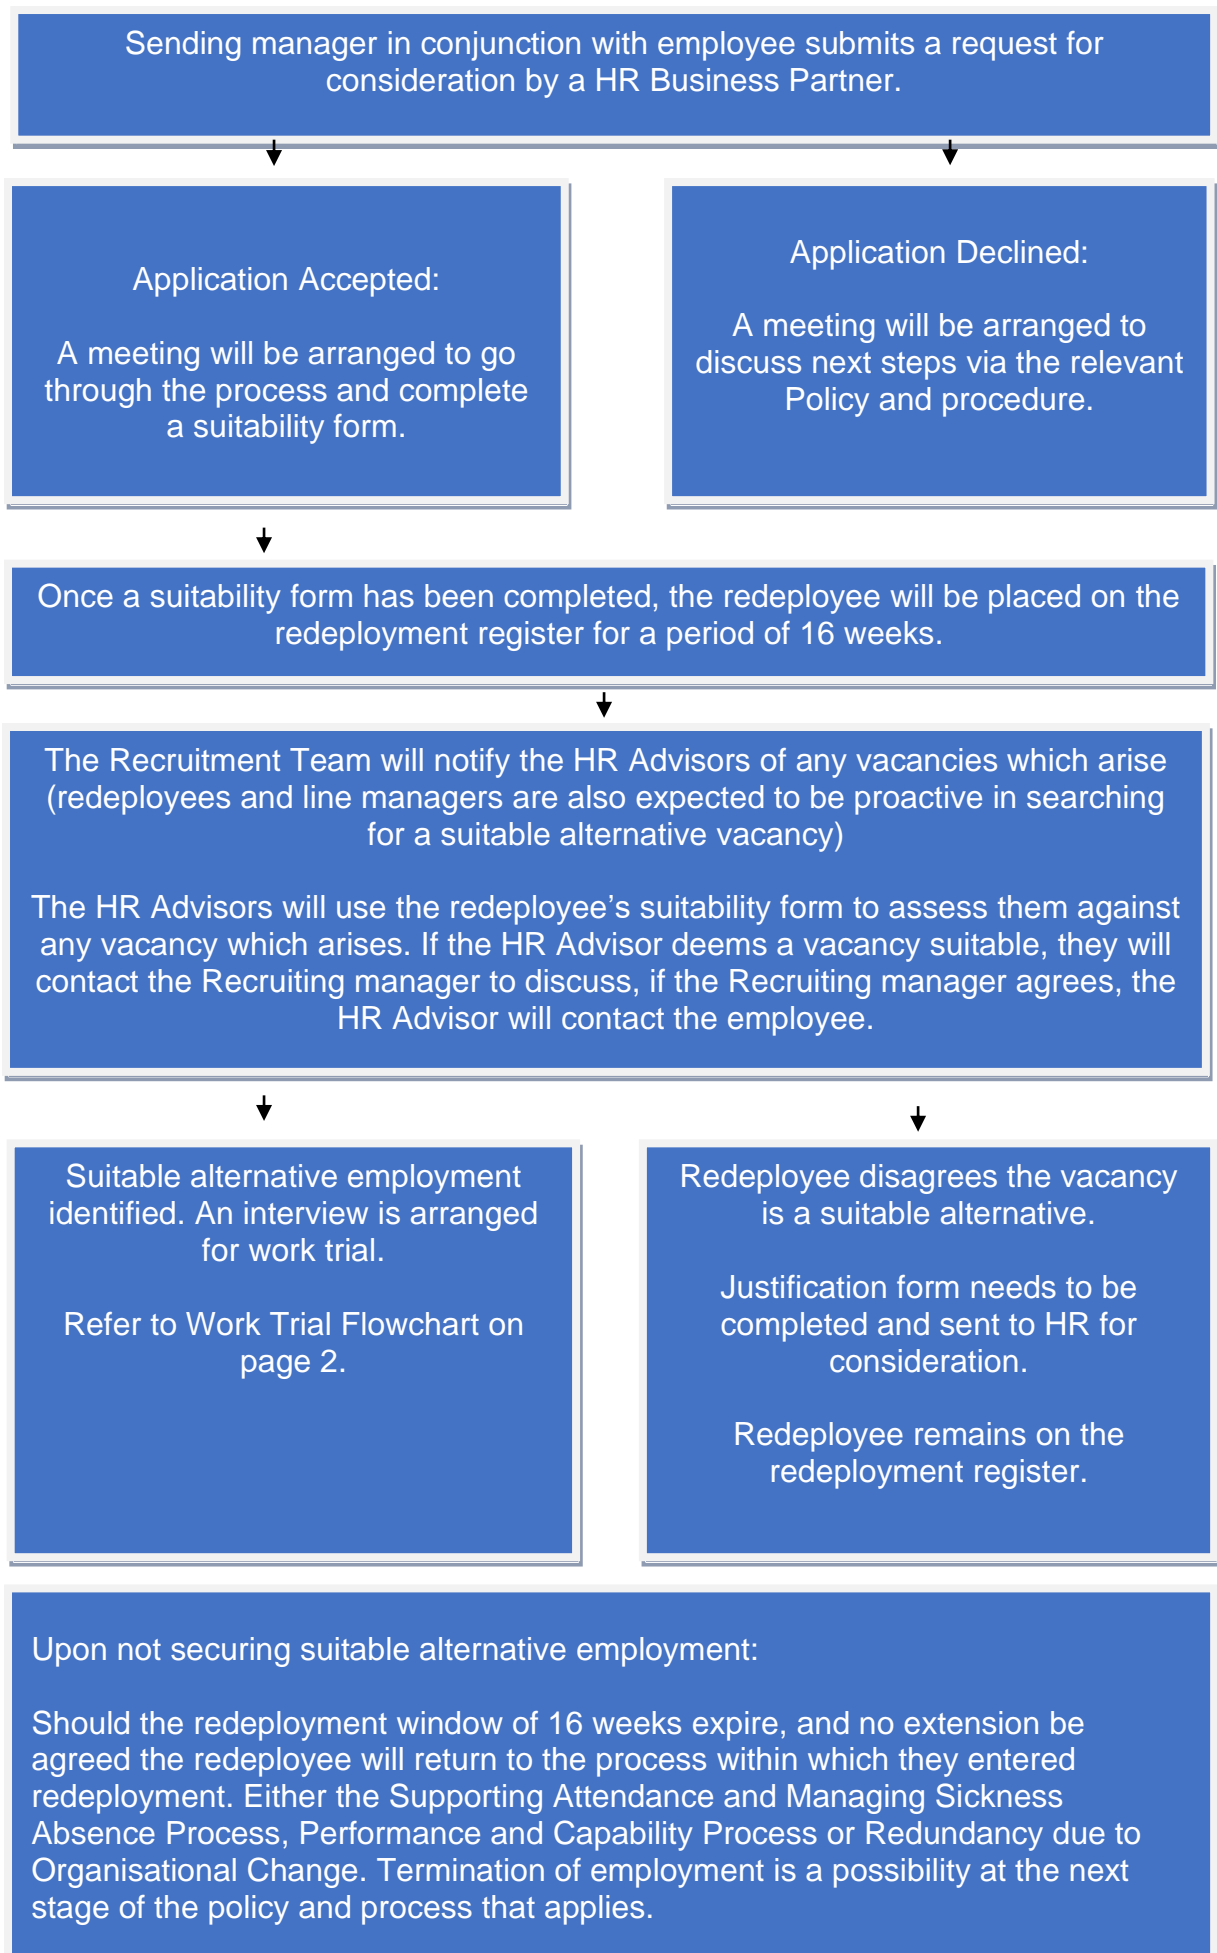 Sending manager in conjunction with employee submits a request for
consideration by a HR Business Partner.
Application Accepted:
A meeting will be arranged to go
through the process and complete
a suitability form.
Application Declined:
A meeting will be arranged to
discuss next steps via the relevant
Policy and procedure.
Once a suitability form has been completed, the redeployee will be placed on the
redeployment register for a period of 16 weeks.
The Recruitment Team will notify the HR Advisors of any vacancies which arise
(redeployees and line managers are also expected to be proactive in searching
for a suitable alternative vacancy)
The HR Advisors will use the redeployee’s suitability form to assess them against
any vacancy which arises. If the HR Advisor deems a vacancy suitable, they will
contact the Recruiting manager to discuss, if the Recruiting manager agrees, the
HR Advisor will contact the employee.
Suitable alternative employment
identified. An interview is arranged
for work trial.
Refer to Work Trial Flowchart on
page 2.
Redeployee disagrees the vacancy
is a suitable alternative.
Justification form needs to be
completed and sent to HR for
consideration.
Redeployee remains on the
redeployment register.
Upon not securing suitable alternative employment:
Should the redeployment window of 16 weeks expire, and no extension be
agreed the redeployee will return to the process within which they entered
redeployment. Either the Supporting Attendance and Managing Sickness
Absence Process, Performance and Capability Process or Redundancy due to
Organisational Change. Termination of employment is a possibility at the next
stage of the policy and process that applies.